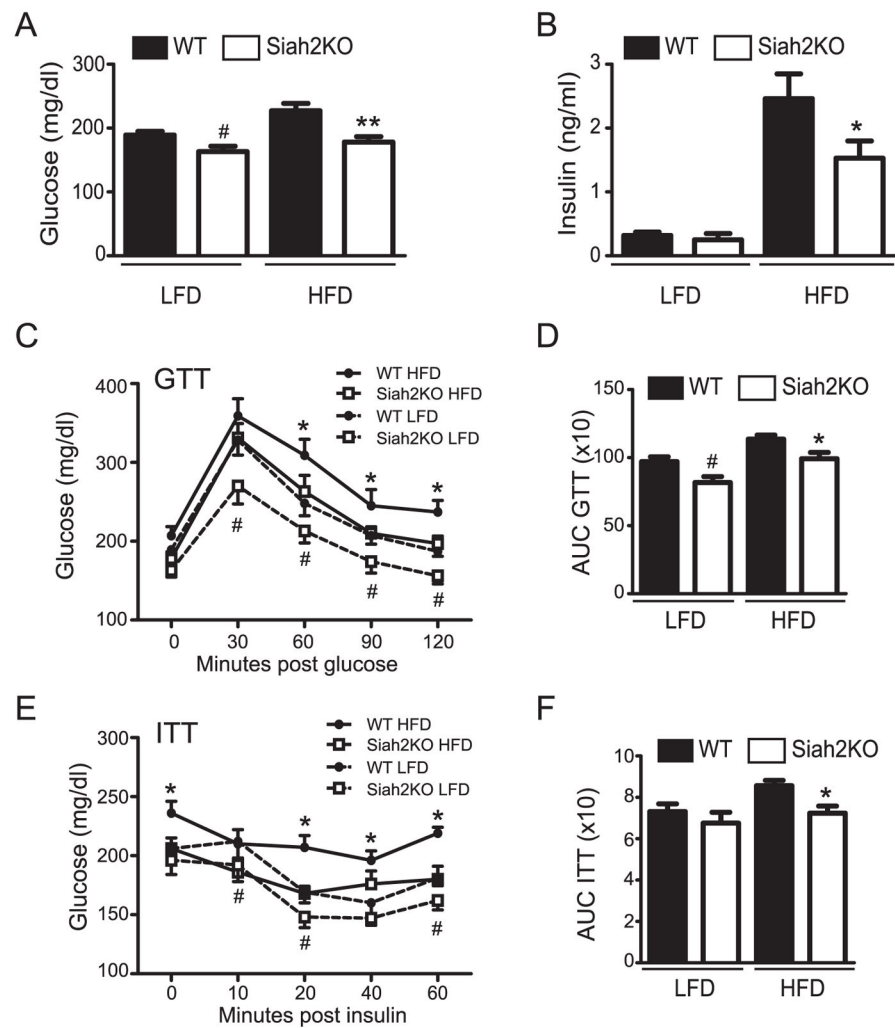 A
WT Siah2KO
Glucose (mg/dl)
300
200
100
0
#
**
LFD HFD
B
WT Siah2KO
Insulin (ng/ml)
3
2
1
0
*
LFD HFD
C
GTT
WT HFD
Siah2KO HFD
WT LFD
Siah2KO LFD
Glucose (mg/dl)
400
300
200
100
* * *
# # # #
0 30 60 90 120
Minutes post glucose
D
WT Siah2KO
AUC GTT (x10)
150
100
50
0
#
*
LFD HFD
E
ITT
WT HFD
Siah2KO HFD
WT LFD
Siah2KO LFD
Glucose (mg/dl)
300
250
200
150
100
* * * *
# # #
0 10 20 40 60
Minutes post insulin
F
WT Siah2KO
AUC ITT (x10)
10
8
6
4
2
0
*
LFD HFD